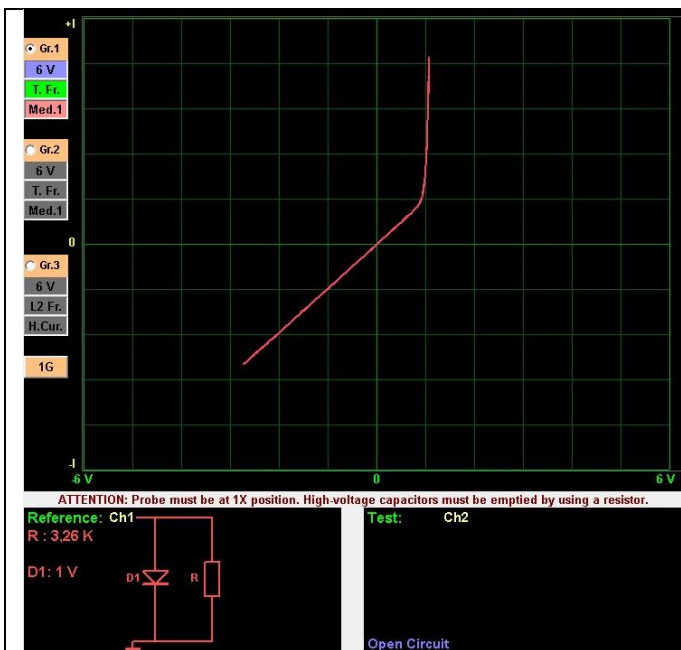 +I
Gr.1
6 V
T. Fr.
Med.1
Gr.2
6 V
T. Fr.
Med.1
0
Gr.3
6 V
L2 Fr.
H.Cur.
1G
-I
-6 V 0 6 V
ATTENTION: Probe must be at 1X position. High-voltage capacitors must be emptied by using a resistor.
Reference: Ch1
R : 3,26 K
D1: 1 V
D1 R
Test: Ch2
Open Circuit